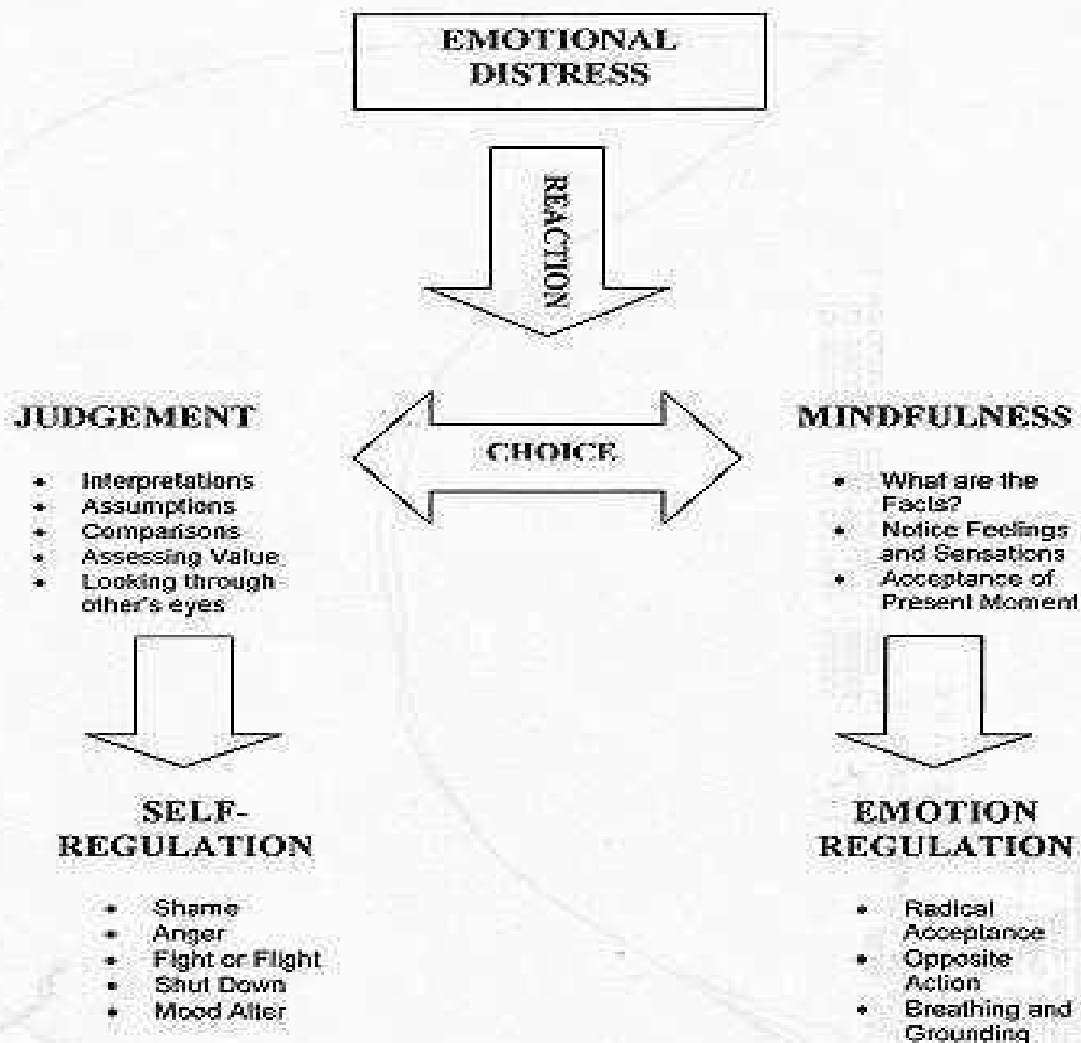 EMOTIONAL
DISTRESS
REACTION
JUDGEMENT
• Interpretations
• Assumptions
• Comparisons
• Assessing Value
• Looking through
other's eyes
CHOICE
MINDFULNESS
• What are the
Facts?
• Notice Feelings
and Sensations
• Acceptance of
Present Moment
SELF-
REGULATION
• Shame
• Anger
• Fight or Flight
• Shut Down
• Mood Alter
EMOTION
REGULATION
• Radical
Acceptance
• Opposite
Action
• Breathing and
Grounding